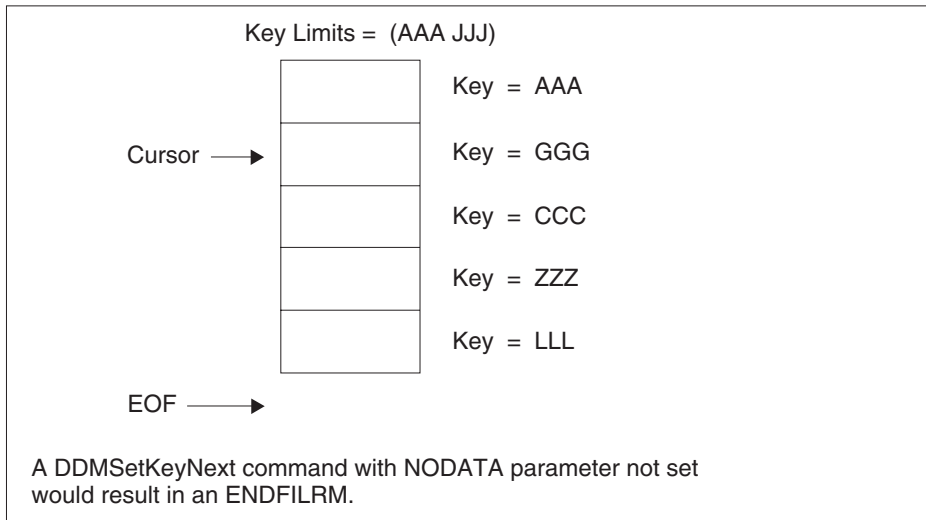 Key Limits = (AAA JJJ)
Key = AAA
Cursor
Key = GGG
Key = CCC
Key = ZZZ
Key = LLL
EOF
A DDMSetKeyNext command with NODATA parameter not set
would result in an ENDFILRM.